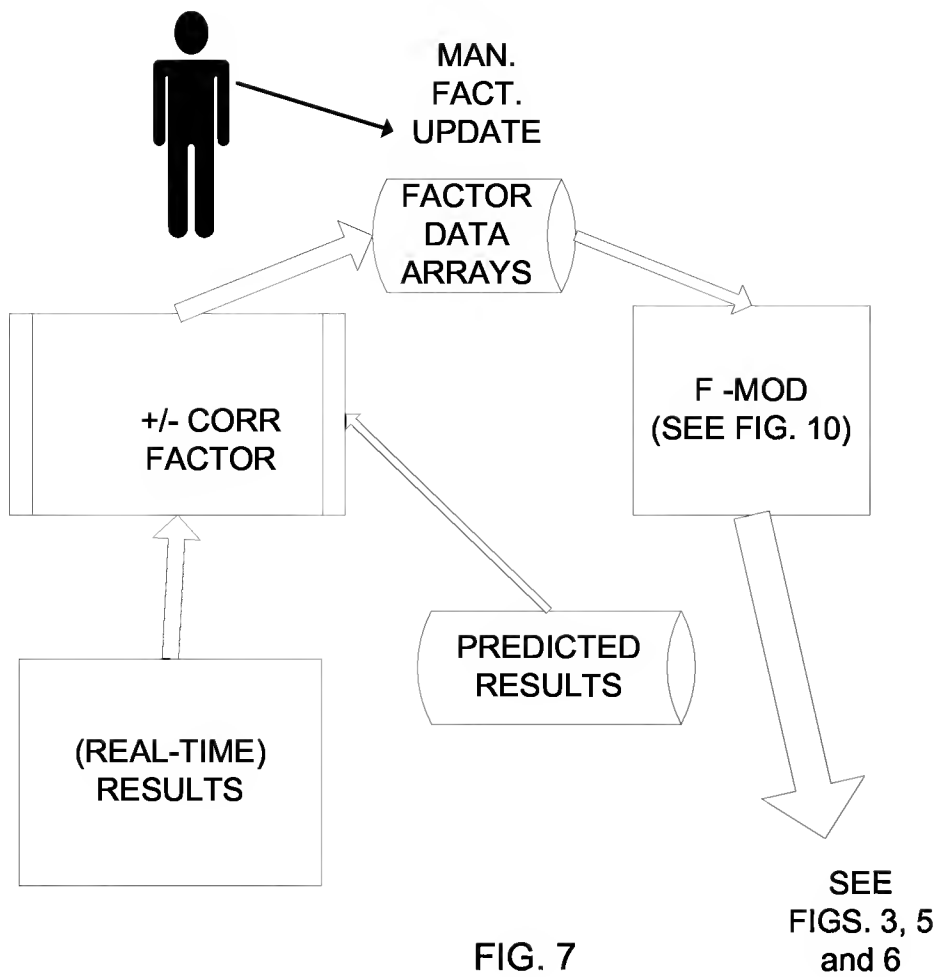 MAN.
FACT.
UPDATE
FACTOR
DATA
ARRAYS
+/- CORR
FACTOR
F -MOD
(SEE FIG. 10)
PREDICTED
RESULTS
(REAL-TIME)
RESULTS
SEE
FIGS. 3, 5
and 6
FIG. 7